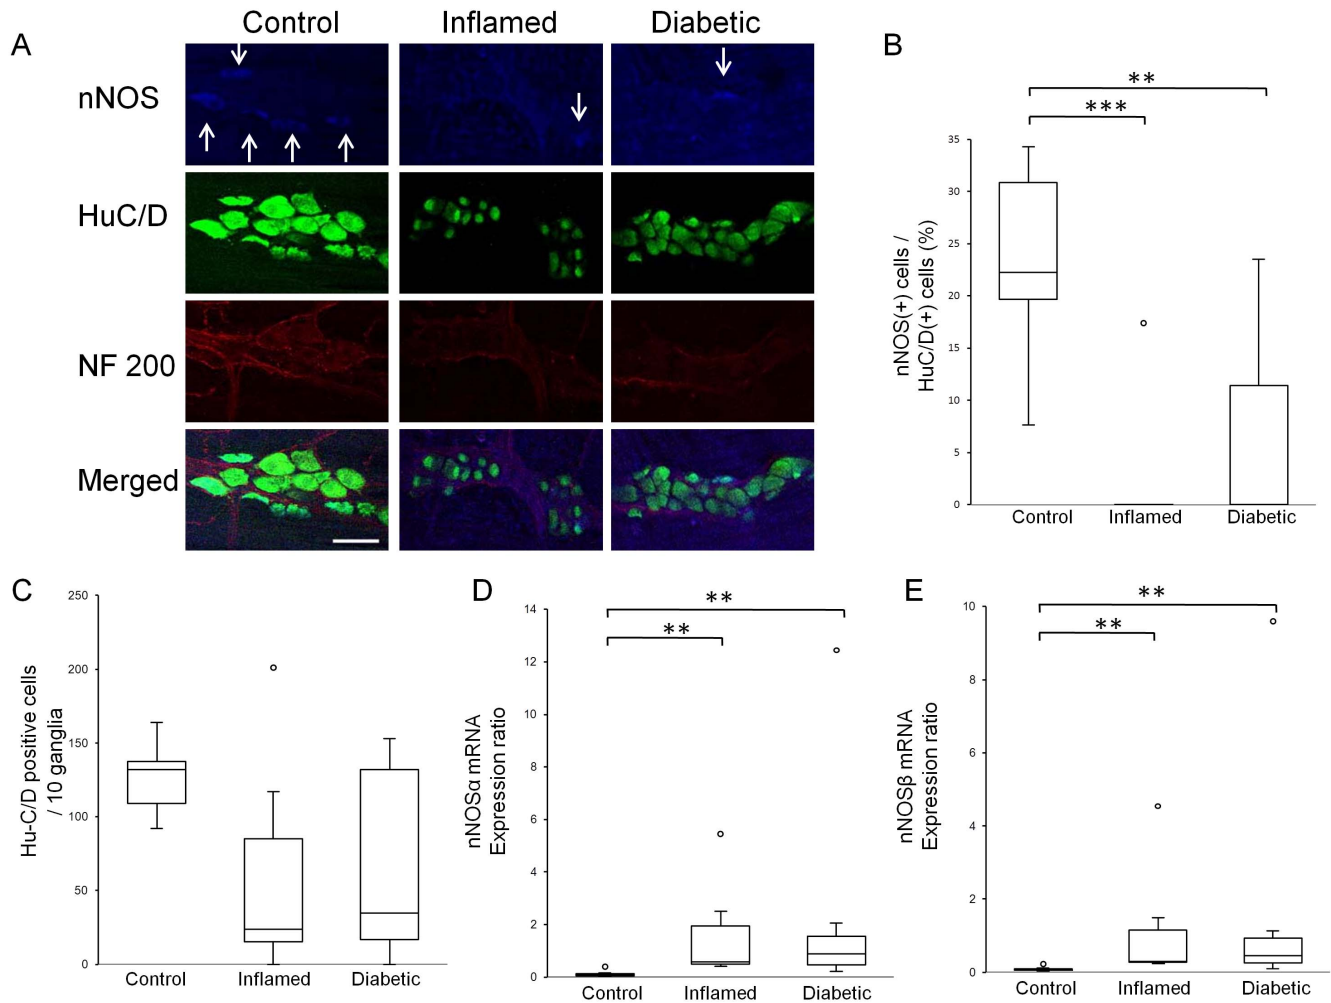 Control Inflamed Diabetic
A
nNOS
HuC/D
NF 200
Merged
B
**
***
nNOS(+) cells /
HuC/D(+) cells (%)
35
30
25
20
15
10
5
0
Control Inflamed Diabetic
C
Hu-C/D positive cells
/ 10 ganglia
250
200
150
100
50
0
Control Inflamed Diabetic
D
**
**
nNOSα mRNA
Expression ratio
14
12
10
8
6
4
2
0
Control Inflamed Diabetic
E
**
**
nNOSβ mRNA
Expression ratio
10
8
6
4
2
0
Control Inflamed Diabetic